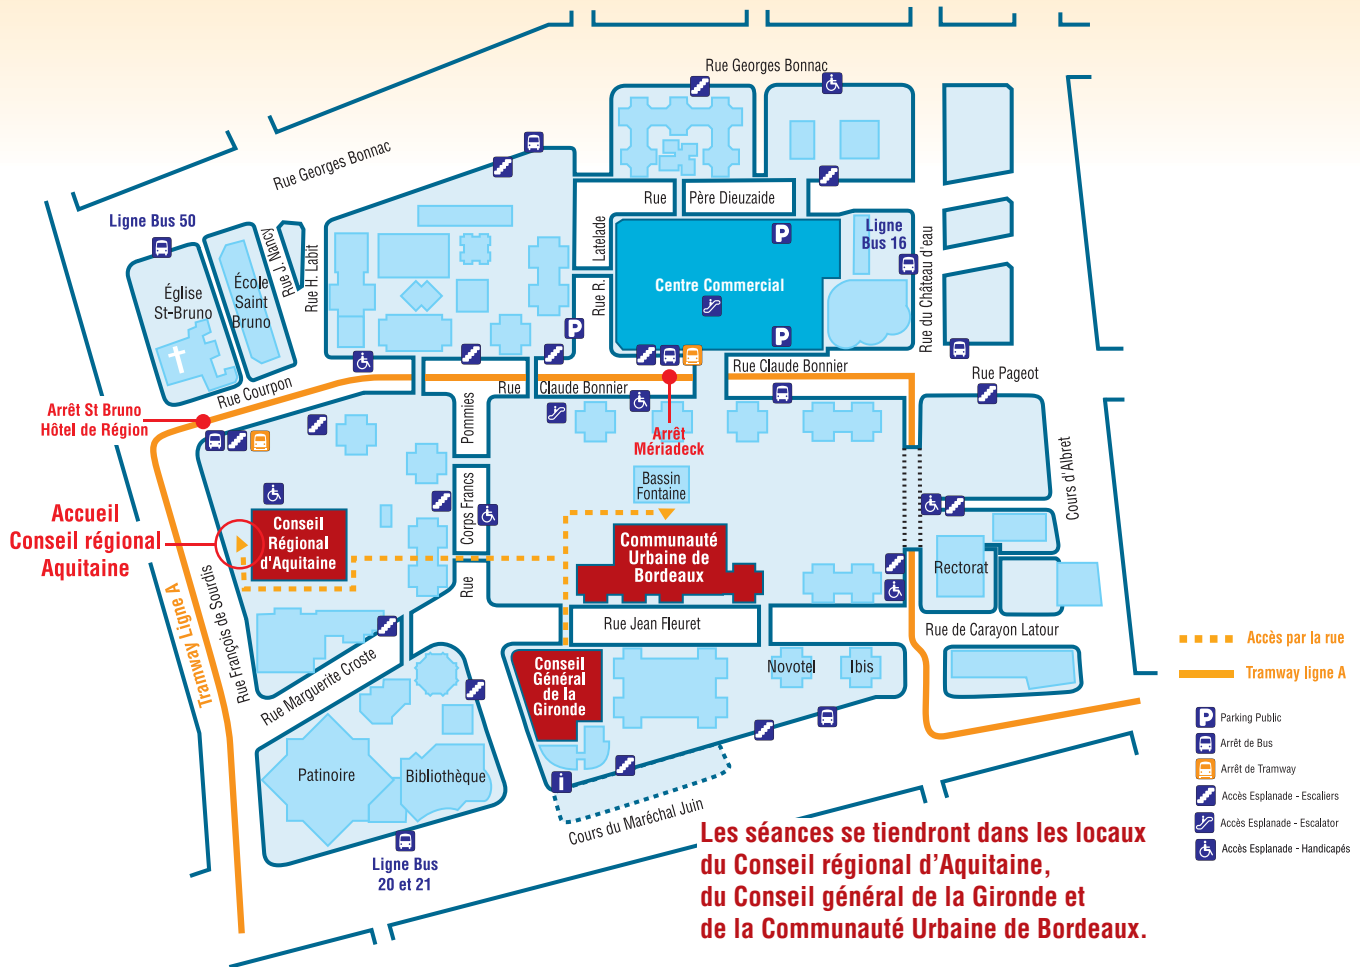 Rue Georges Bonnac
Rue Georges Bonnac
Ligne Bus 50
Rue
Père Dieuzaide
Ligne
Bus 16
Latelade
Rue R.
Rue du Château d'eau
Rue J. Nancy
Rue H. Labit
Église
St-Bruno
École
Saint
Bruno
Centre Commercial
Rue Courpon
Rue
Claude Bonnier
Rue Claude Bonnier
Rue Pageot
Arrêt St Bruno
Hôtel de Région
Pommies
Corps Francs
Rue
Arrêt
Mériadeck
Bassin
Fontaine
Cours d'Albret
Accueil
Conseil régional
Aquitaine
Conseil
Régional
d'Aquitaine
Communauté
Urbaine de
Bordeaux
Rectorat
Tramway Ligne A
Rue François de Sourdis
Rue Jean Fleuret
Rue de Carayon Latour
Rue Marguerite Croste
Conseil
Général
de la
Gironde
Novotel
Ibis
Patinoire
Bibliothèque
Cours du Maréchal Juin
Ligne Bus
20 et 21
Accès par la rue
Tramway ligne A
P Parking Public
Arrêt de Bus
Arrêt de Tramway
Accès Esplanade - Escaliers
Accès Esplanade - Escalator
Accès Esplanade - Handicapés
P
P
P
i
Les séances se tiendront dans les locaux
du Conseil régional d'Aquitaine,
du Conseil général de la Gironde et
de la Communauté Urbaine de Bordeaux.